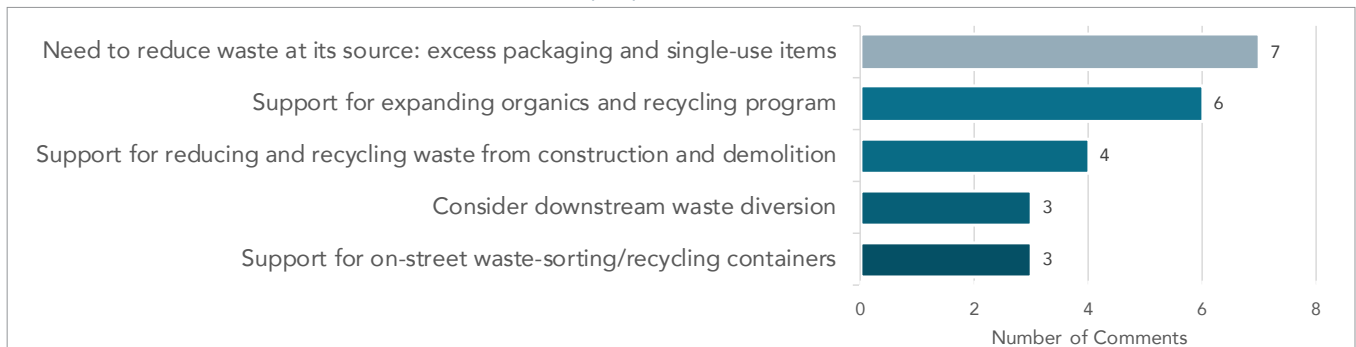 Need to reduce waste at its source: excess packaging and single-use items 7
Support for expanding organics and recycling program 6
Support for reducing and recycling waste from construction and demolition 4
Consider downstream waste diversion 3
Support for on-street waste-sorting/recycling containers 3
0 2 4 6 8
Number of Comments